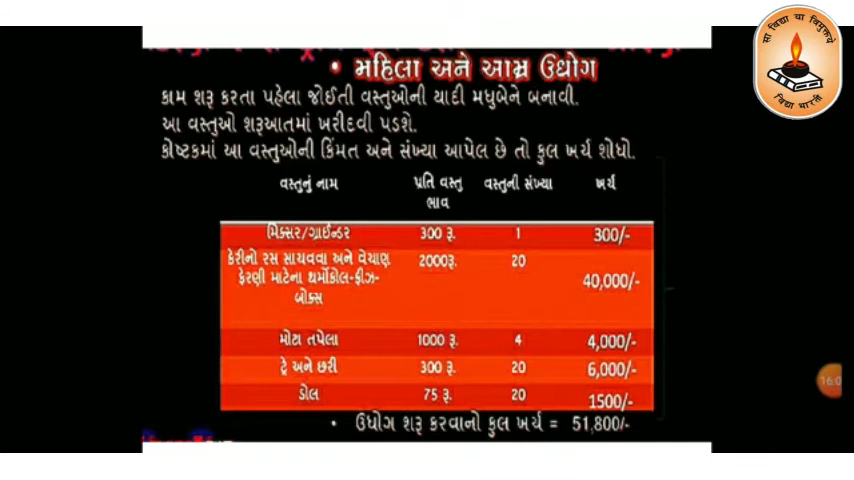 सा विद्या या विमुक्तये
विद्या भारती
• મહિલા અને આમ્ર ઉધોગ
કામ શરૂ કરતા પહેલા જોઈતી વસ્તુઓની યાદી મધુબેને બનાવી.
આ વસ્તુઓ શરૂઆતમાં ખરીદવી પડશે.
કોષ્ટકમાં આ વસ્તુઓની કિંમત અને સંખ્યા આપેલ છે તો કુલ ખર્ચ શોધો.
વસ્તુનું નામ પ્રતિ વસ્તુ ભાવ વસ્તુની સંખ્યા ખર્ચ
મિક્સર/ગ્રાઈન્ડર 300 રૂ. 1 300/-
કેરીનો રસ સાચવવા અને વેચાણ 2000રૂ. 20
ફેરણી માટેના થર્મોકોલ-ફ્રીઝ- 40,000/-
બોક્સ
મોટા તપેલા 1000 રૂ. 4 4,000/-
ટ્રે અને છરી 300 રૂ. 20 6,000/-
ડોલ 75 રૂ. 20 1500/-
• ઉધોગ શરૂ કરવાનો કુલ ખર્ચ = 51,800/-